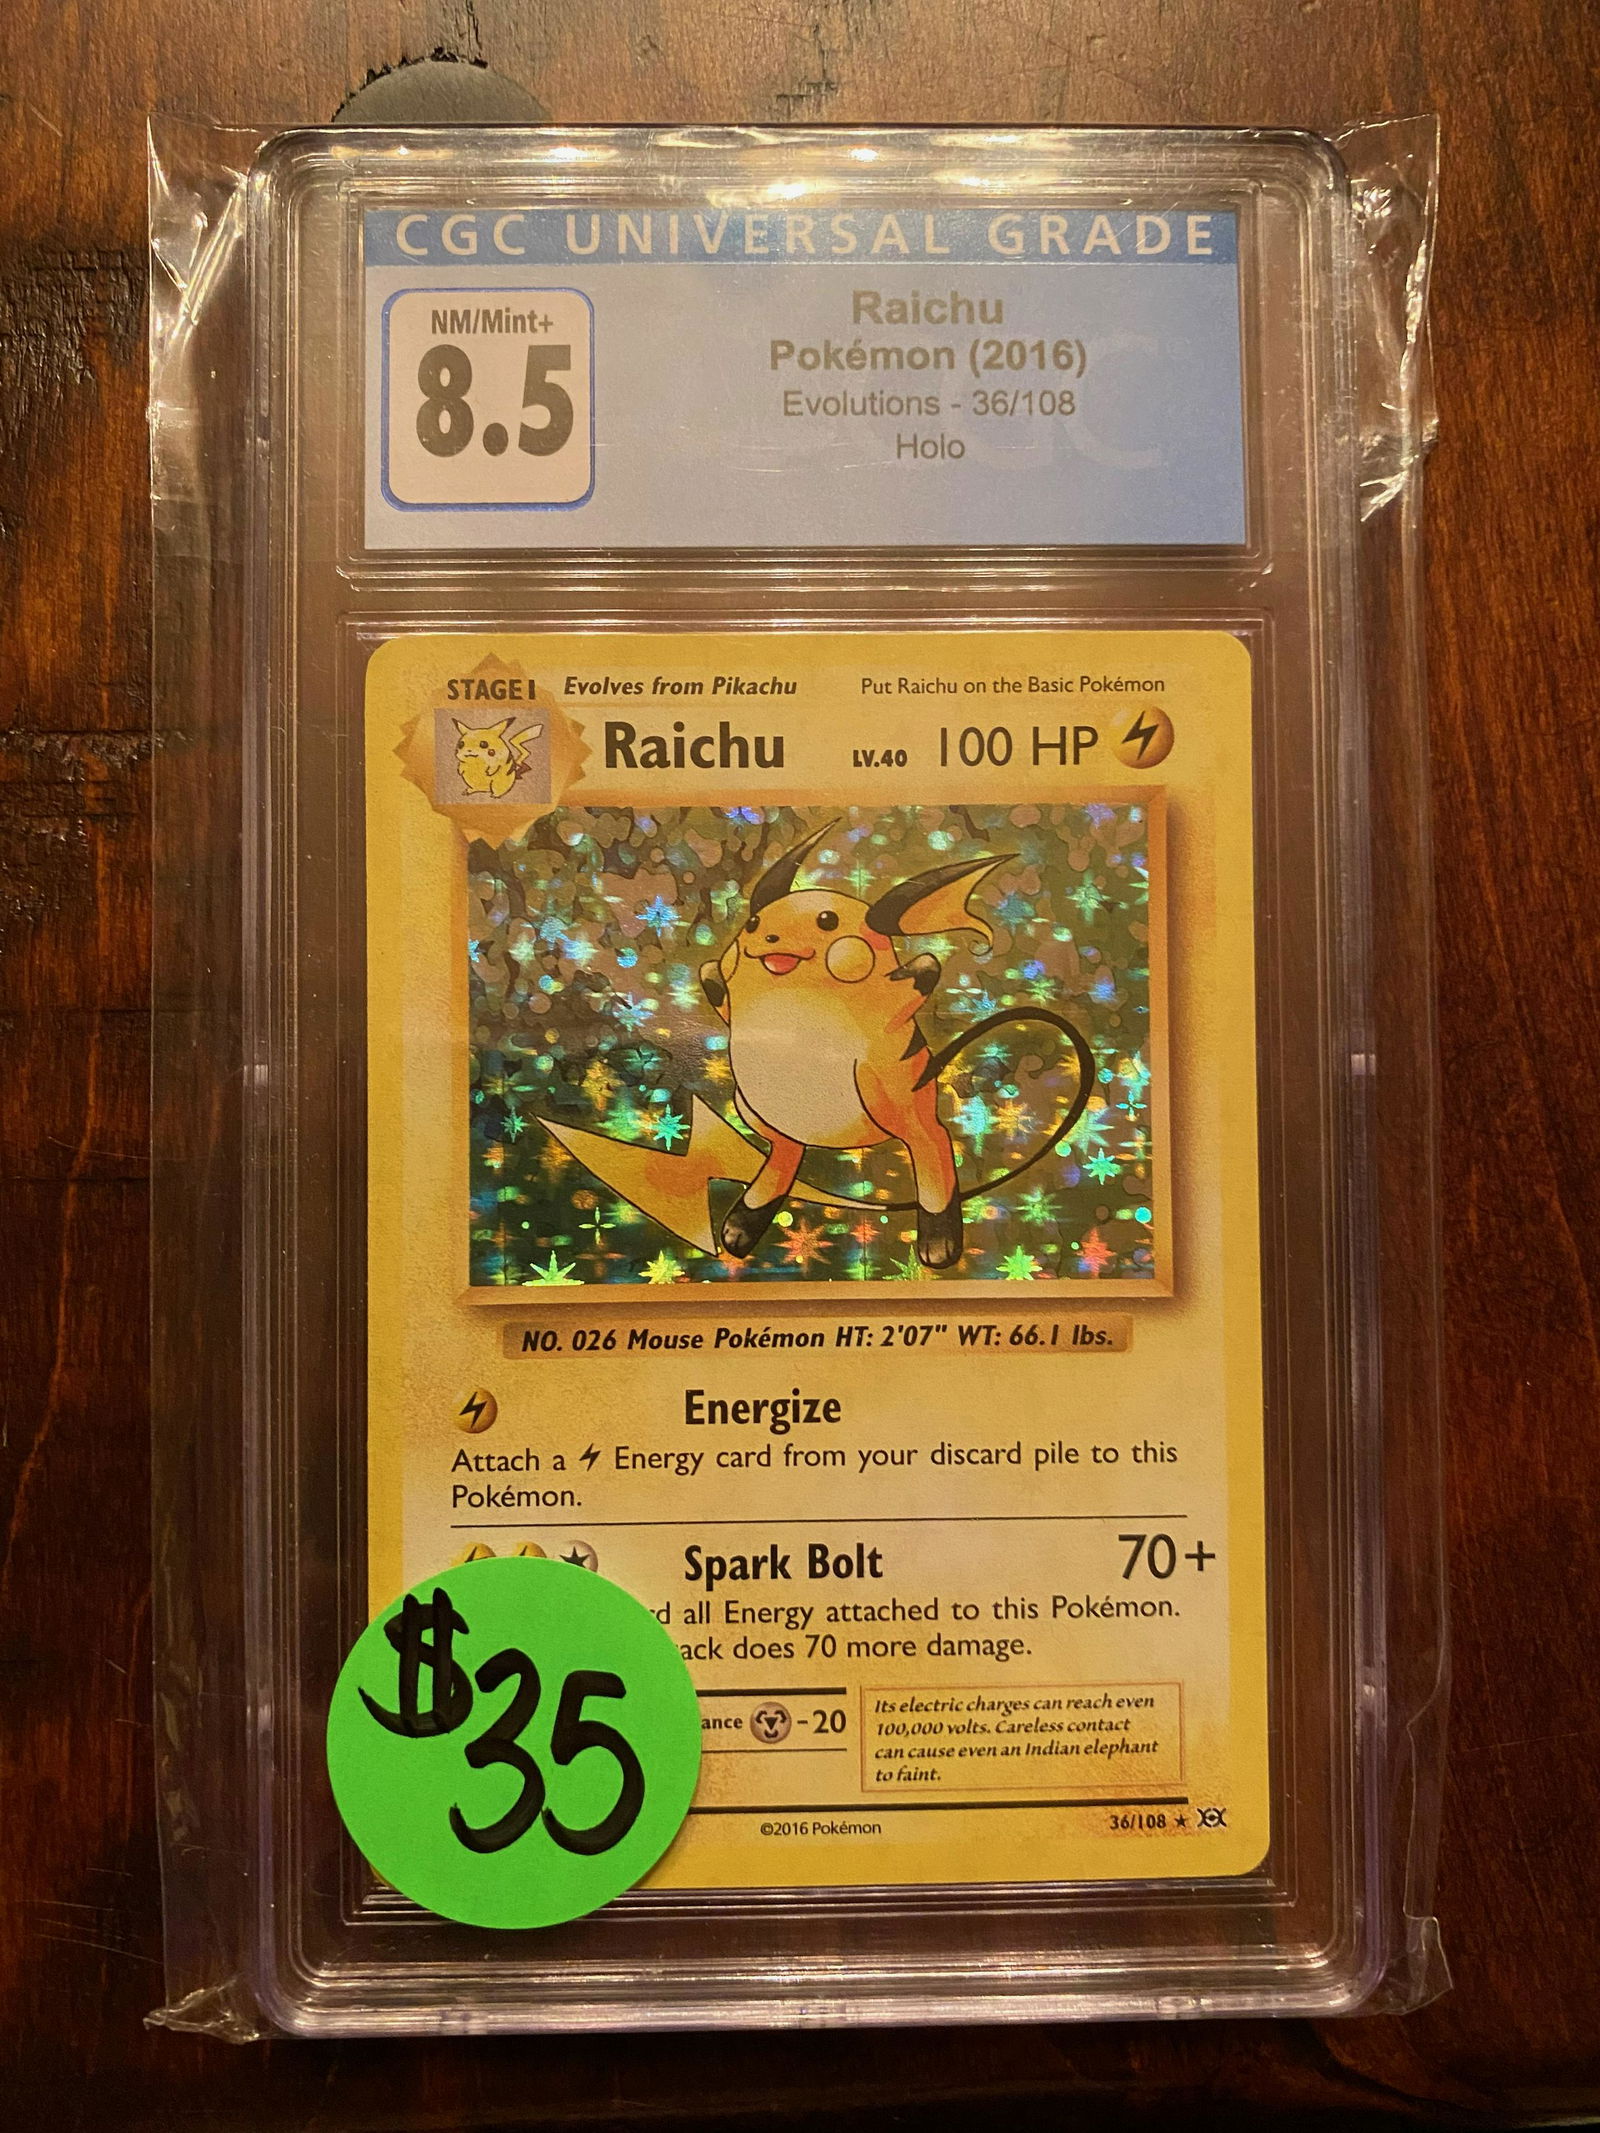 CGC UNIVERSAL GRADE
NM/Mint+
8.5
Raichu
Pokémon (2016)
Evolutions - 36/108
Holo
STAGE 1 Evolves from Pikachu Put Raichu on the Basic Pokémon
Raichu LV.40 100 HP
NO. 026 Mouse Pokémon HT: 2'07" WT: 66.1 lbs.
Energize
Attach a Energy card from your discard pile to this
Pokémon.
Spark Bolt 70+
all Energy attached to this Pokémon.
does 70 more damage.
-20
Its electric charges can reach even
100,000 volts. Careless contact
can cause even an Indian elephant
to faint.
©2016 Pokémon 36/108 ★
$35